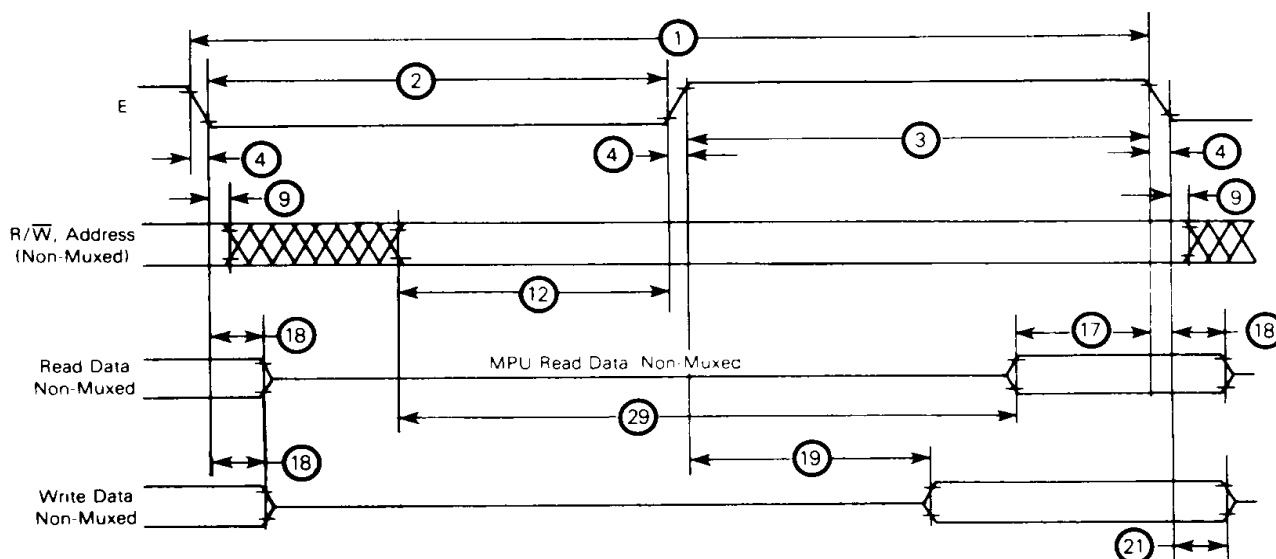 1
2
E
3
4
4
4
9
9
R/W̅, Address
(Non-Muxed)
12
18
17
18
Read Data
Non-Muxed
MPU Read Data Non-Muxed
29
18
19
Write Data
Non-Muxed
21